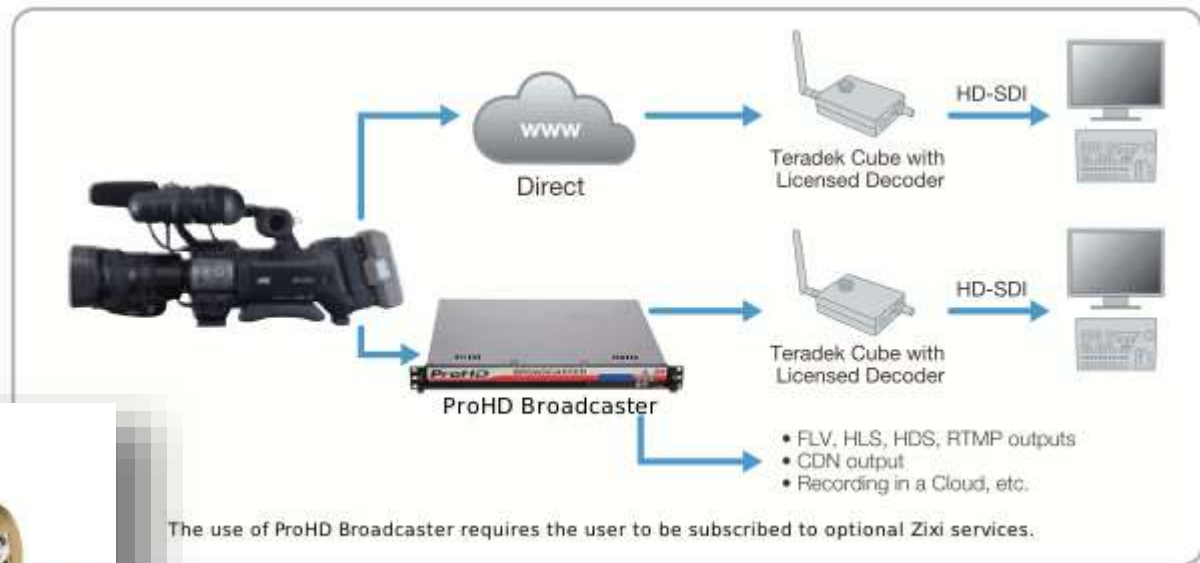 www
Direct
Teradek Cube with
Licensed Decoder
HD-SDI
ProHD BROADCASTER
ProHD Broadcaster
Teradek Cube with
Licensed Decoder
HD-SDI
• FLV, HLS, HDS, RTMP outputs
• CDN output
• Recording in a Cloud, etc.
The use of ProHD Broadcaster requires the user to be subscribed to optional Zixi services.